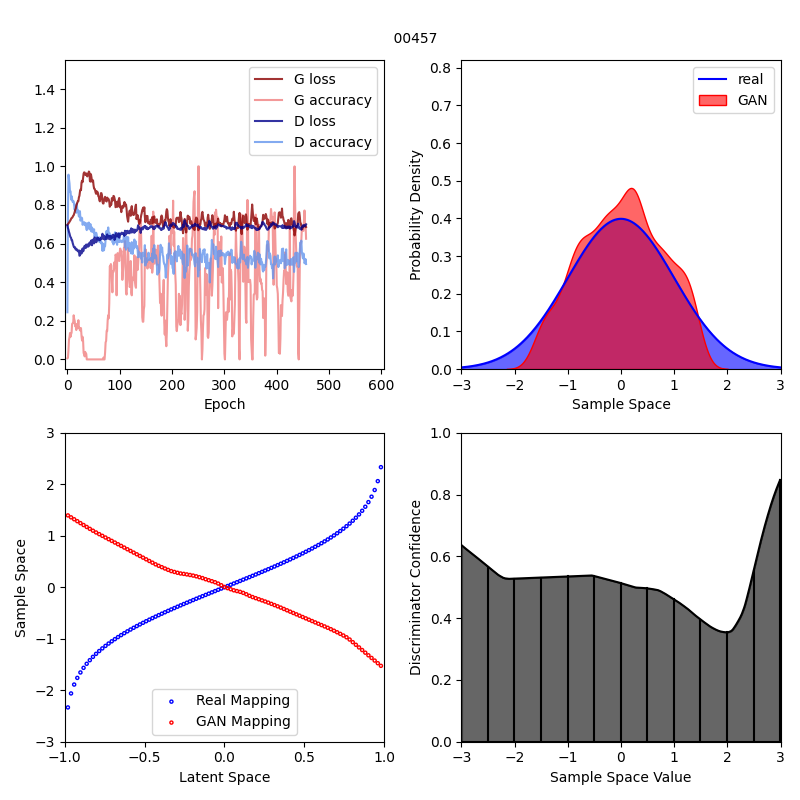 00457
G loss
G accuracy
D loss
D accuracy
1.4
1.2
1.0
0.8
0.6
0.4
0.2
0.0
0 100 200 300 400 500 600
Epoch
real
GAN
0.8
0.7
0.6
0.5
0.4
0.3
0.2
0.1
0.0
Probability Density
−3 −2 −1 0 1 2 3
Sample Space
3
2
1
0
−1
−2
−3
Sample Space
Real Mapping
GAN Mapping
−1.0 −0.5 0.0 0.5 1.0
Latent Space
1.0
0.8
0.6
0.4
0.2
0.0
Discriminator Confidence
−3 −2 −1 0 1 2 3
Sample Space Value